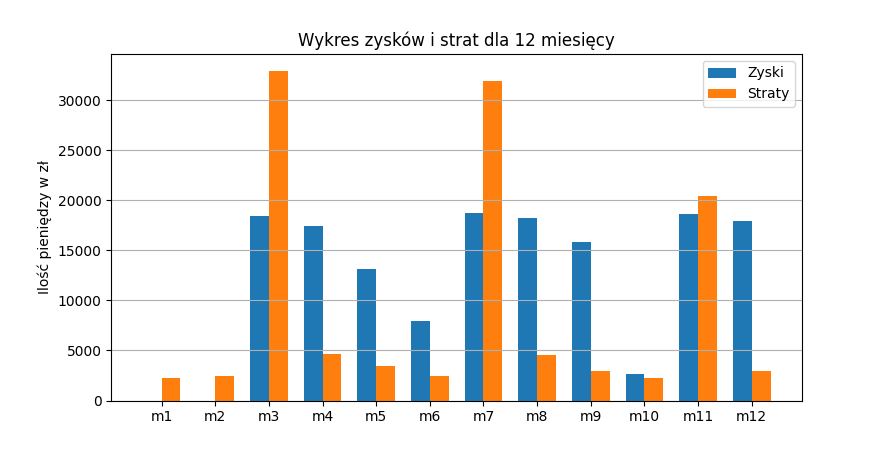 Wykres zysków i strat dla 12 miesięcy
Zyski
Straty
Ilość pieniędzy w zł
30000
25000
20000
15000
10000
5000
0
m1 m2 m3 m4 m5 m6 m7 m8 m9 m10 m11 m12